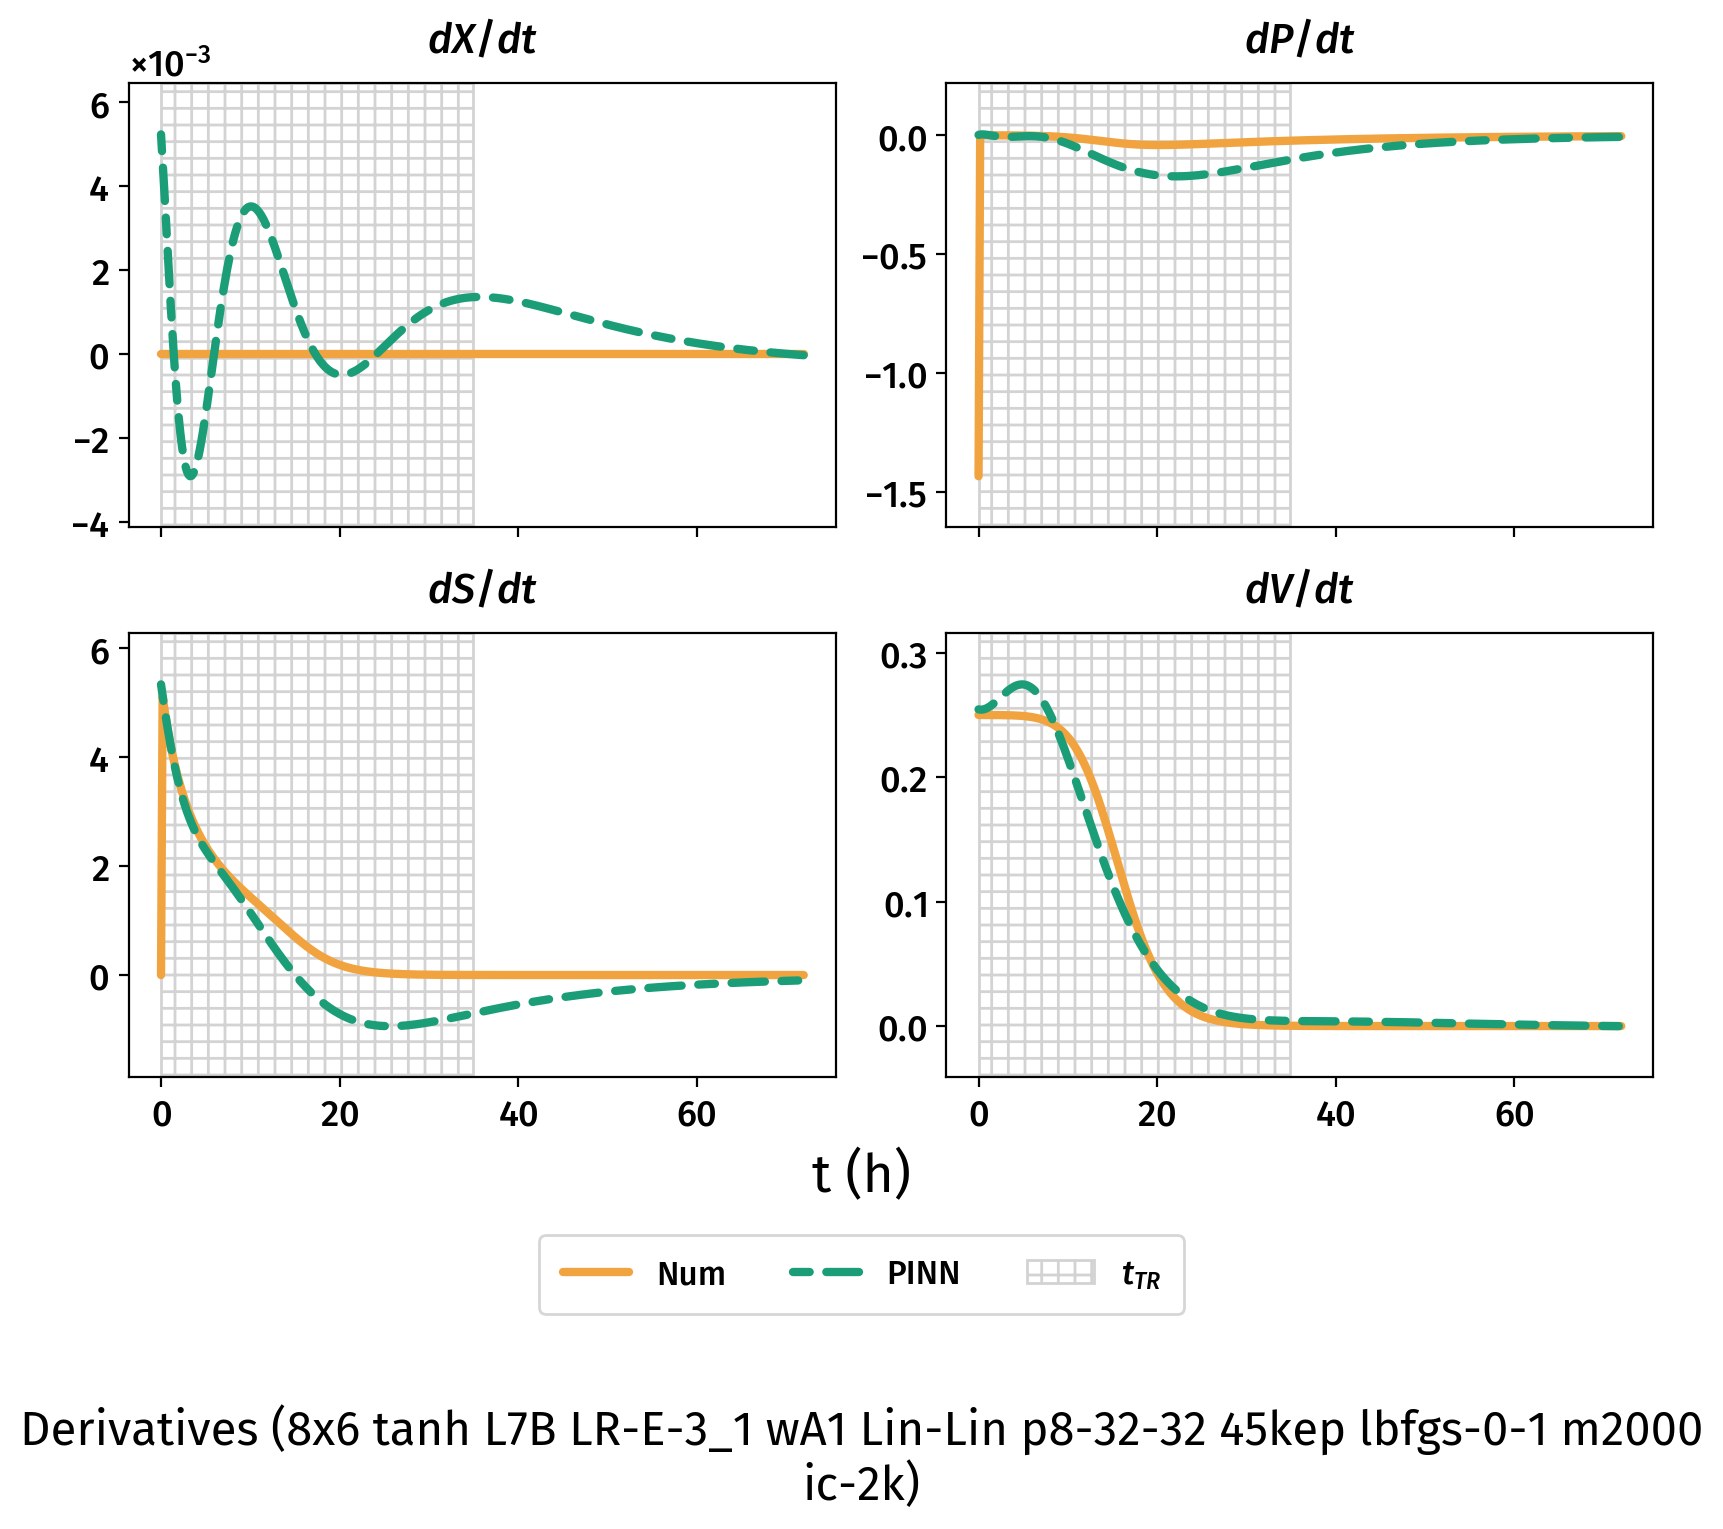 dX/dt
×10⁻³
6
4
2
0
−2
−4
dP/dt
0.0
−0.5
−1.0
−1.5
dS/dt
6
4
2
0
0 20 40 60
dV/dt
0.3
0.2
0.1
0.0
0 20 40 60
t (h)
Num PINN t_TR
Derivatives (8x6 tanh L7B LR-E-3_1 wA1 Lin-Lin p8-32-32 45kep lbfgs-0-1 m2000
ic-2k)